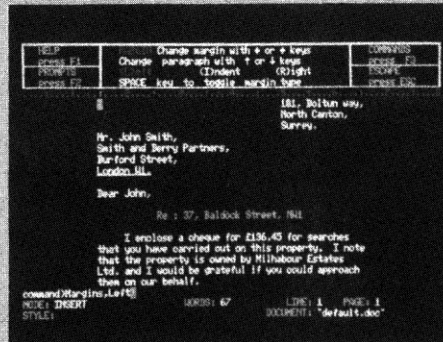 HELP
press F1
PROMPTS
press F2
Change margin with + or + keys
Change paragraph with ↑ or ↓ keys
(I)ndent (R)ight
SPACE key to toggle margin type
COMMANDS
press F3
ESCAPE
press ESC
181, Boltun way,
North Canton,
Surrey.
Mr. John Smith,
Smith and Berry Partners,
Burford Street,
London W1.
Dear John,
Re : 37, Baldock Street, NW1
I enclose a cheque for £136.45 for searches
that you have carried out on this property. I note
that the property is owned by Milhabour Estates
Ltd. and I would be grateful if you could approach
them on our behalf.
command>Margins,Left
MODE: INSERT WORDS: 67 LINE: 1 PAGE: 1
STYLE: DOCUMENT: "default.doc"